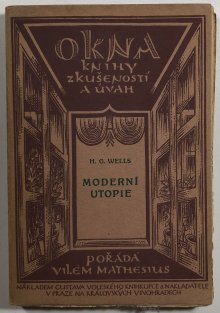 OKNA
KNIHY
ZKUŠENOSTÍ
A ÚVAH
H. G. WELLS
MODERNÍ
UTOPIE
POŘÁDÁ
VILÉM MATHESIUS
NÁKLADEM GUSTAVA VOLESKÉHO KNIHKUPCE A NAKLADATELE
V PRAZE NA KRÁLOVSKÝCH VINOHRADECH